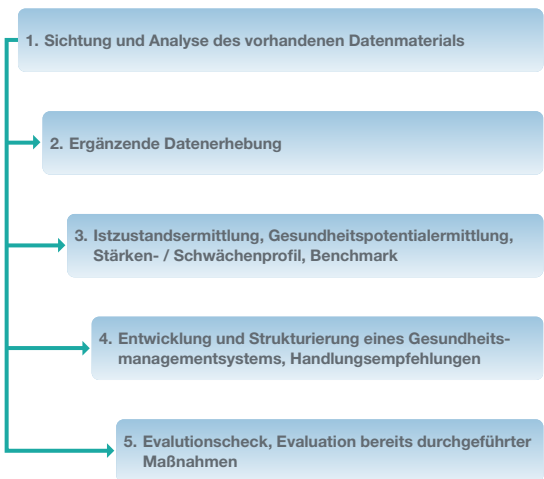 1. Sichtung und Analyse des vorhandenen Datenmaterials
2. Ergänzende Datenerhebung
3. Istzustandsermittlung, Gesundheitspotentialermittlung,
Stärken- / Schwächenprofil, Benchmark
4. Entwicklung und Strukturierung eines Gesundheits-
managementsystems, Handlungsempfehlungen
5. Evalutionscheck, Evaluation bereits durchgeführter
Maßnahmen